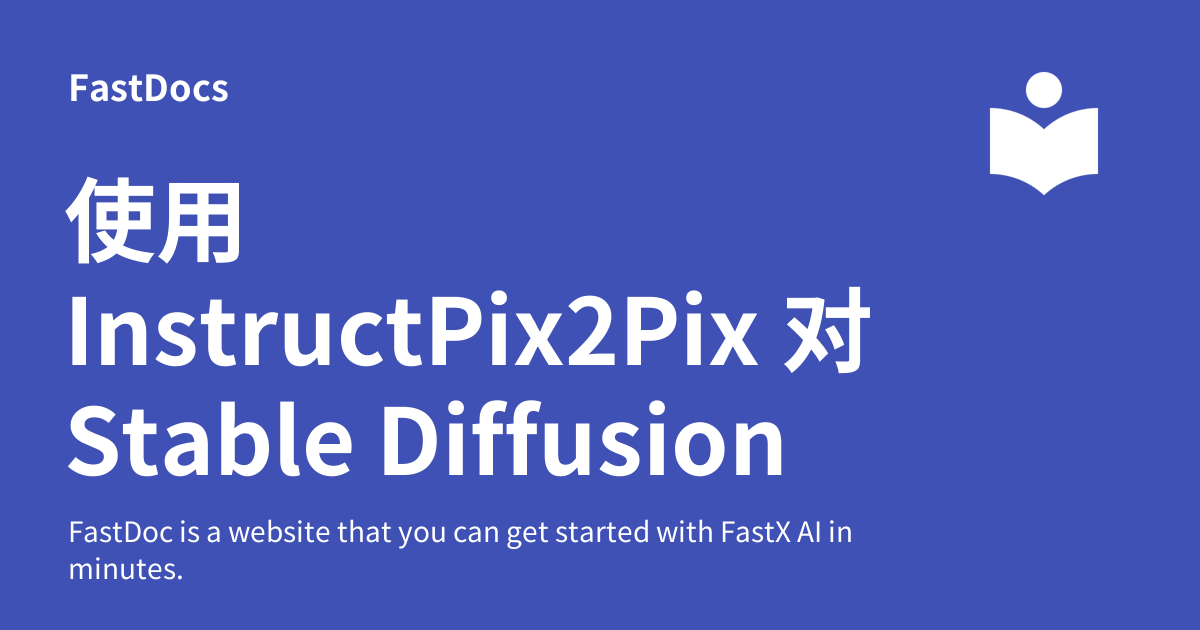 FastDocs
使用
InstructPix2Pix 对
Stable Diffusion
FastDoc is a website that you can get started with FastX AI in
minutes.